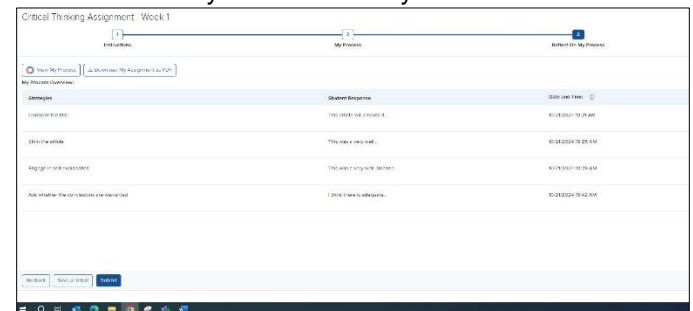 Critical Thinking Assignment - Week 1
1
2
3
Instructions
My Process
Reflect On My Process
View My Process
Download My Assignment as PDF
My Process Overview:
Strategies
Student Response
Date and Time
Consider the title
This article will discuss
10/21/2024 10:21 AM
Skim the article
This was a very well...
10/21/2024 10:25 AM
Engage in self explanation
This was a very well
10/21/2024 10:29 AM
Ask whether the conclusions are warranted
I think there is adequate...
10/21/2024 10:42 AM
Go Back
Save and Exit
Submit